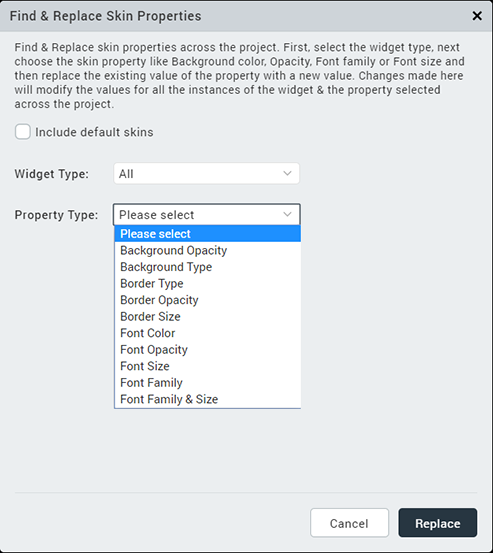 Find & Replace Skin Properties
Find & Replace skin properties across the project. First, select the widget type, next
choose the skin property like Background color, Opacity, Font family or Font size and
then replace the existing value of the property with a new value. Changes made here
will modify the values for all the instances of the widget & the property selected
across the project.
Include default skins
Widget Type: All
Property Type: Please select
Please select
Background Opacity
Background Type
Border Type
Border Opacity
Border Size
Font Color
Font Opacity
Font Size
Font Family
Font Family & Size
Cancel Replace